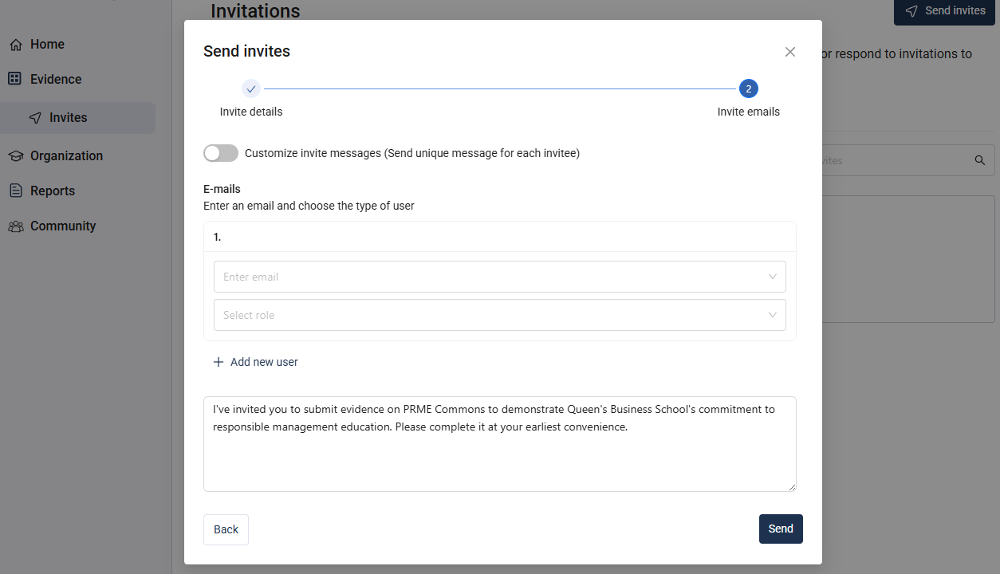 Invitations
Send invites
Home
Evidence
Invites
Organization
Reports
Community
or respond to invitations to
Send invites
2
Invite details
Invite emails
Customize invite messages (Send unique message for each invitee)
E-mails
Enter an email and choose the type of user
1.
Enter email
Select role
Add new user
I've invited you to submit evidence on PRME Commons to demonstrate Queen's Business School's commitment to
responsible management education. Please complete it at your earliest convenience.
Back
Send